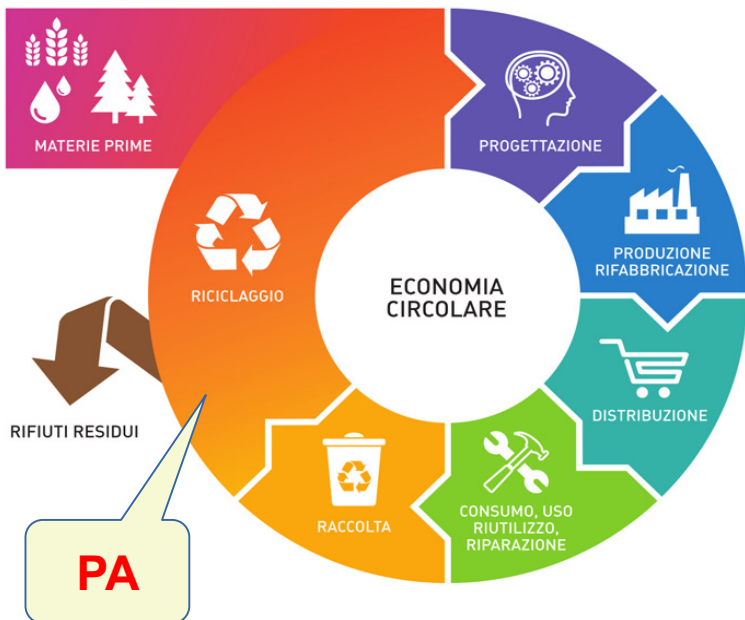 MATERIE PRIME
PROGETTAZIONE
PRODUZIONE
RIFABBRICAZIONE
RICICLAGGIO
ECONOMIA
CIRCOLARE
DISTRIBUZIONE
RIFIUTI RESIDUI
RACCOLTA
CONSUMO, USO
RIUTILIZZO,
RIPARAZIONE
PA